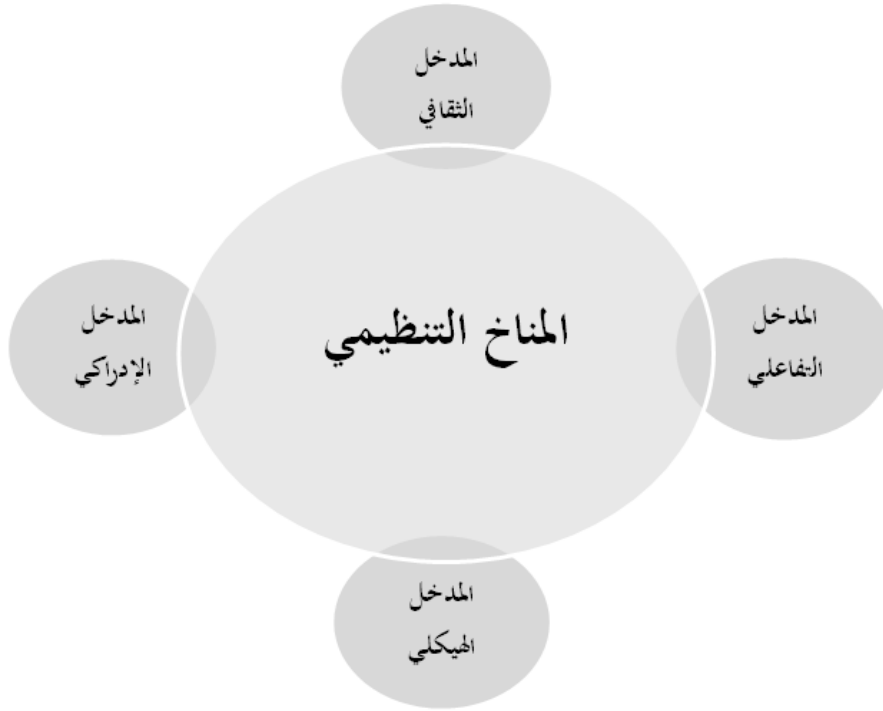 المدخل
الثقافي
المدخل
التفاعلي
المناخ التنظيمي
المدخل
الإدراكي
المدخل
الهيكلي